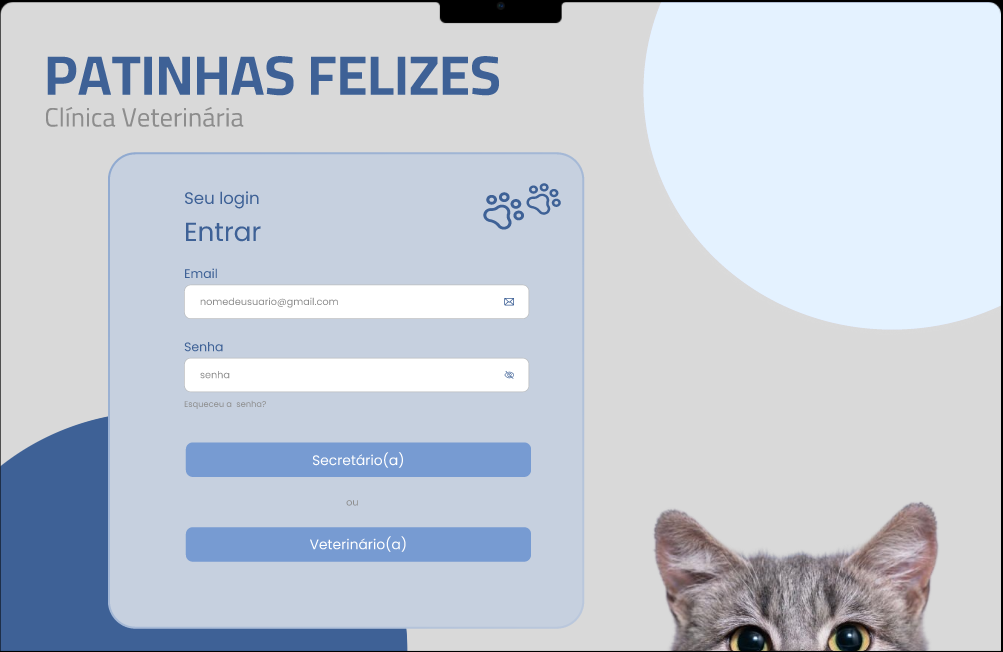 PATINHAS FELIZES
Clínica Veterinária
Seu login
Entrar
Email
nomedeusuario@gmail.com
Senha
senha
Esqueceu a senha?
Secretário(a)
ou
Veterinário(a)